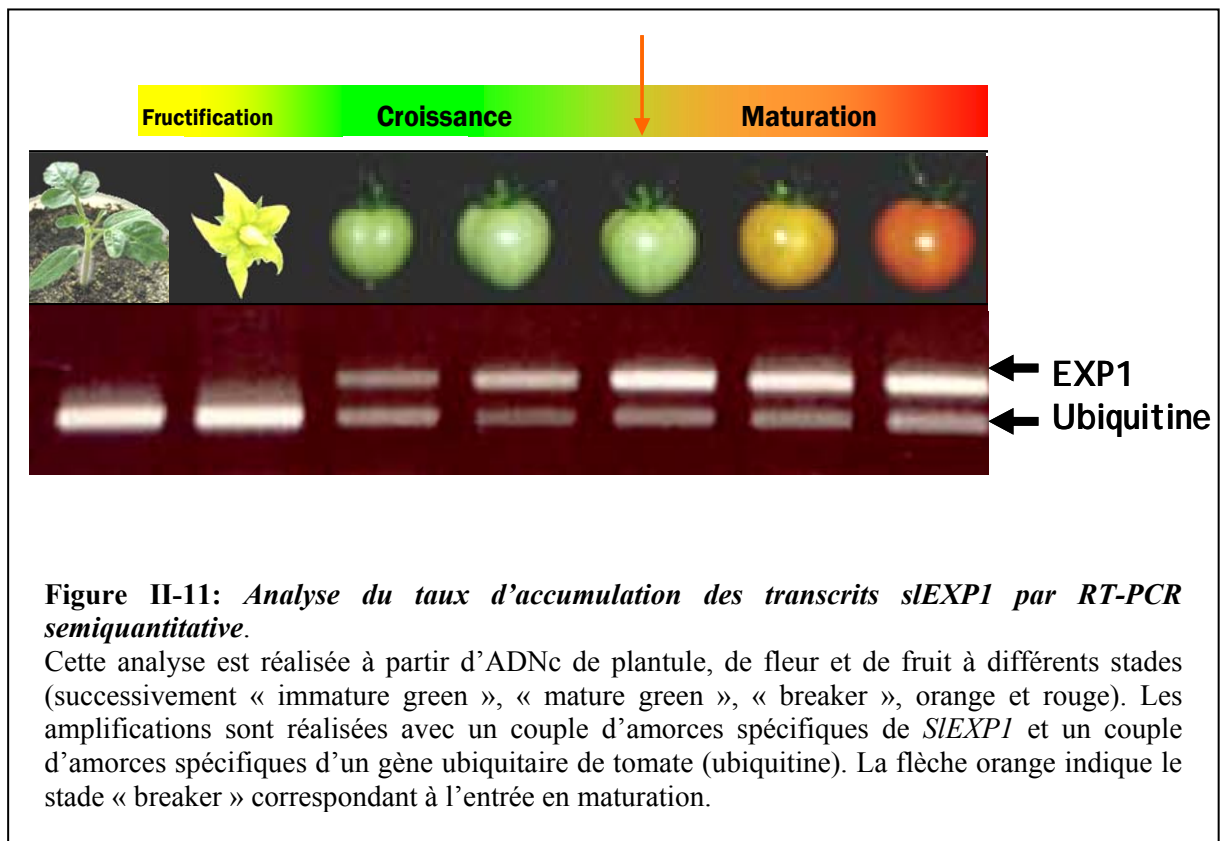 Fructification Croissance Maturation
EXP1
Ubiquitine
Figure II-11: Analyse du taux d’accumulation des transcrits slEXP1 par RT-PCR
semiquantitative.
Cette analyse est réalisée à partir d’ADNc de plantule, de fleur et de fruit à différents stades
(successivement « immature green », « mature green », « breaker », orange et rouge). Les
amplifications sont réalisées avec un couple d’amorces spécifiques de SlEXP1 et un couple
d’amorces spécifiques d’un gène ubiquitaire de tomate (ubiquitine). La flèche orange indique le
stade « breaker » correspondant à l’entrée en maturation.